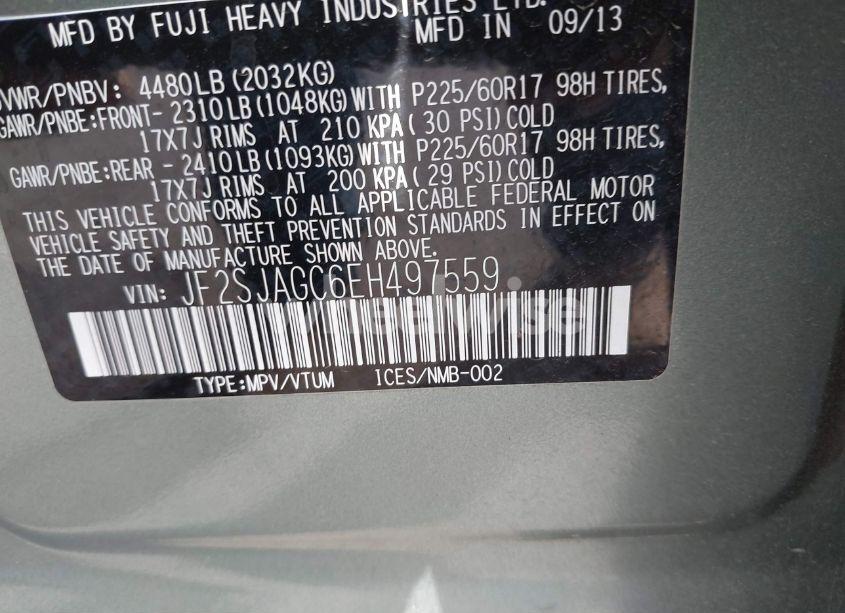 MFD BY FUJI HEAVY INDUSTRIES LTD.
MFD IN 09/13
GVWR/PNBV: 4480LB(2032KG)
GAWR/PNBE:FRONT- 2310LB(1048KG)WITH P225/60R17 98H TIRES,
17X7J RIMS AT 210 KPA( 30 PSI) COLD
GAWR/PNBE:REAR - 2410LB(1093KG)WITH P225/60R17 98H TIRES,
17X7J RIMS AT 200 KPA( 29 PSI) COLD
THIS VEHICLE CONFORMS TO ALL APPLICABLE FEDERAL MOTOR
VEHICLE SAFETY AND THEFT PREVENTION STANDARDS IN EFFECT ON
THE DATE OF MANUFACTURE SHOWN ABOVE.
VIN: JF2SJAGC6EH497559
wheelwise
TYPE:MPV/VTUM ICES/NMB-002